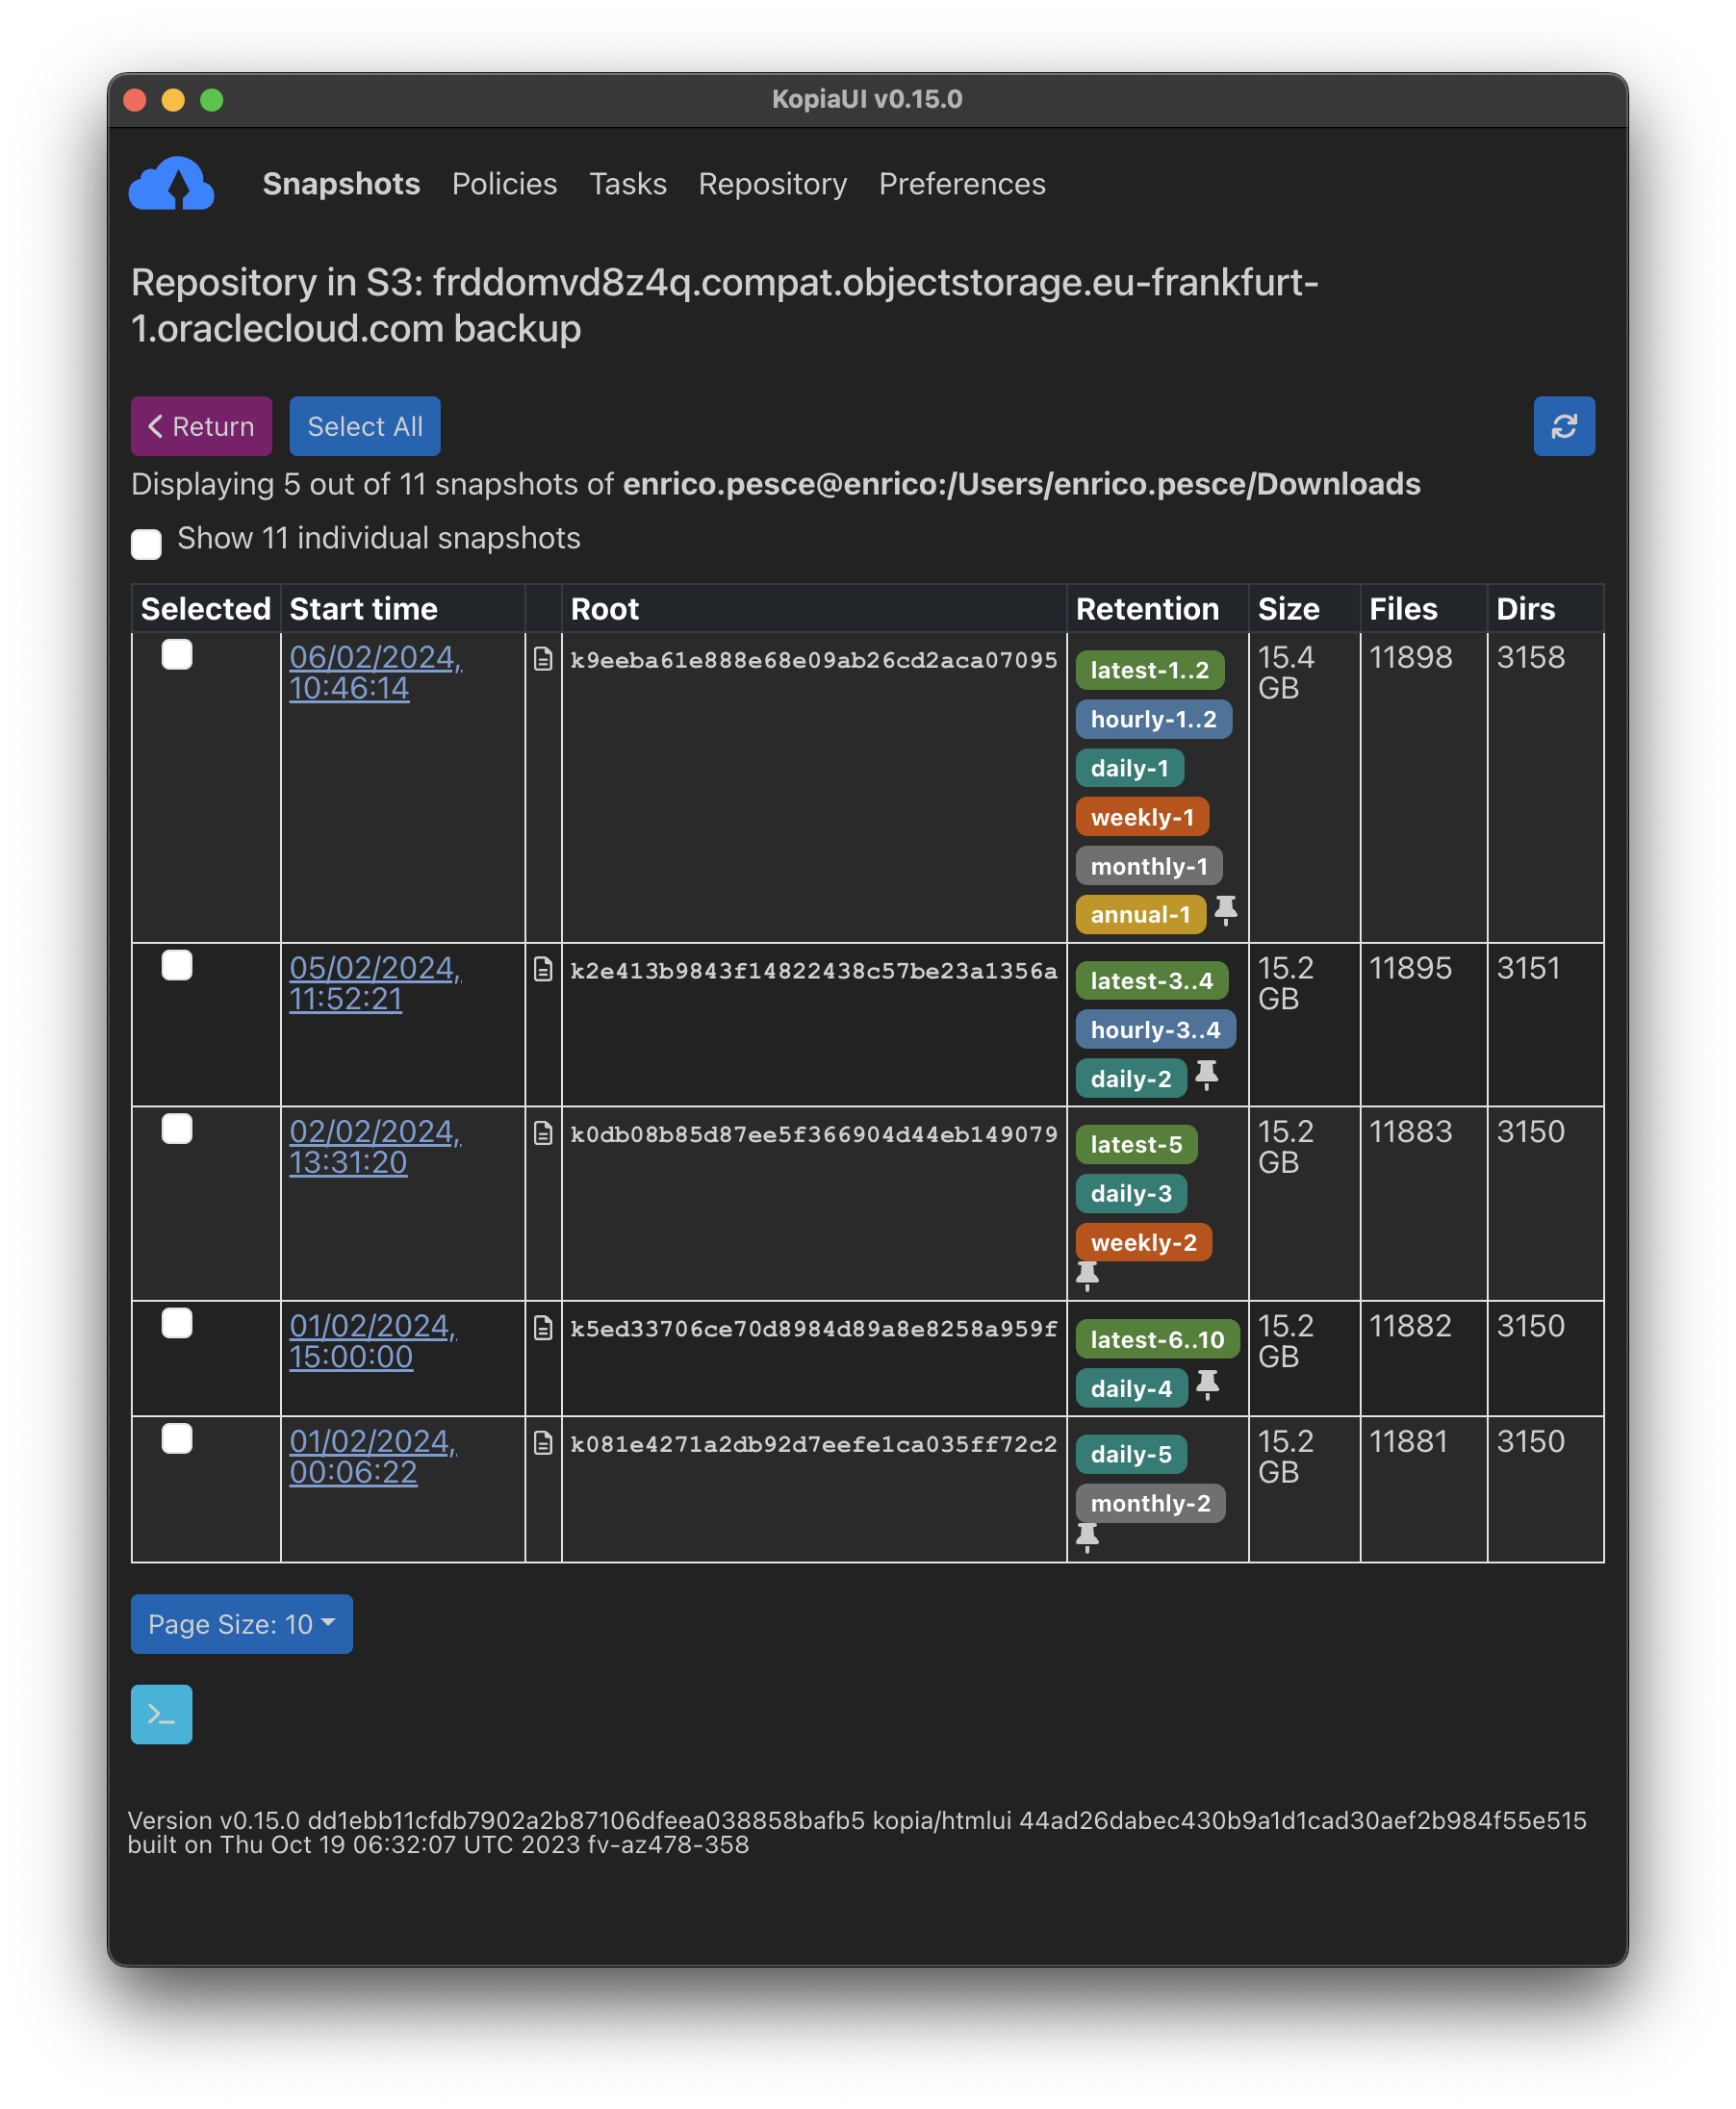 KopiaUI v0.15.0
Snapshots Policies Tasks Repository Preferences
Repository in S3: frddomvd8z4q.compat.objectstorage.eu-frankfurt-
1.oraclecloud.com backup
Return Select All
Displaying 5 out of 11 snapshots of enrico.pesce@enrico:/Users/enrico.pesce/Downloads
Show 11 individual snapshots
Selected Start time Root Retention Size Files Dirs
06/02/2024, k9eeba61e888e68e09ab26cd2aca07095 latest-1..2 15.4 11898 3158
10:46:14 GB
hourly-1..2
daily-1
weekly-1
monthly-1
annual-1
05/02/2024, k2e413b9843f14822438c57be23a1356a latest-3..4 15.2 11895 3151
11:52:21 GB
hourly-3..4
daily-2
02/02/2024, k0db08b85d87ee5f366904d44eb149079 latest-5 15.2 11883 3150
13:31:20 GB
daily-3
weekly-2
01/02/2024, k5ed33706ce70d8984d89a8e8258a959f latest-6..10 15.2 11882 3150
15:00:00 GB
daily-4
01/02/2024, k081e4271a2db92d7eefe1ca035ff72c2 daily-5 15.2 11881 3150
00:06:22 GB
monthly-2
Page Size: 10
>_
Version v0.15.0 dd1ebb11cfdb7902a2b87106dfeea038858bafb5 kopia/htmlui 44ad26dabec430b9a1d1cad30aef2b984f55e515
built on Thu Oct 19 06:32:07 UTC 2023 fv-az478-358